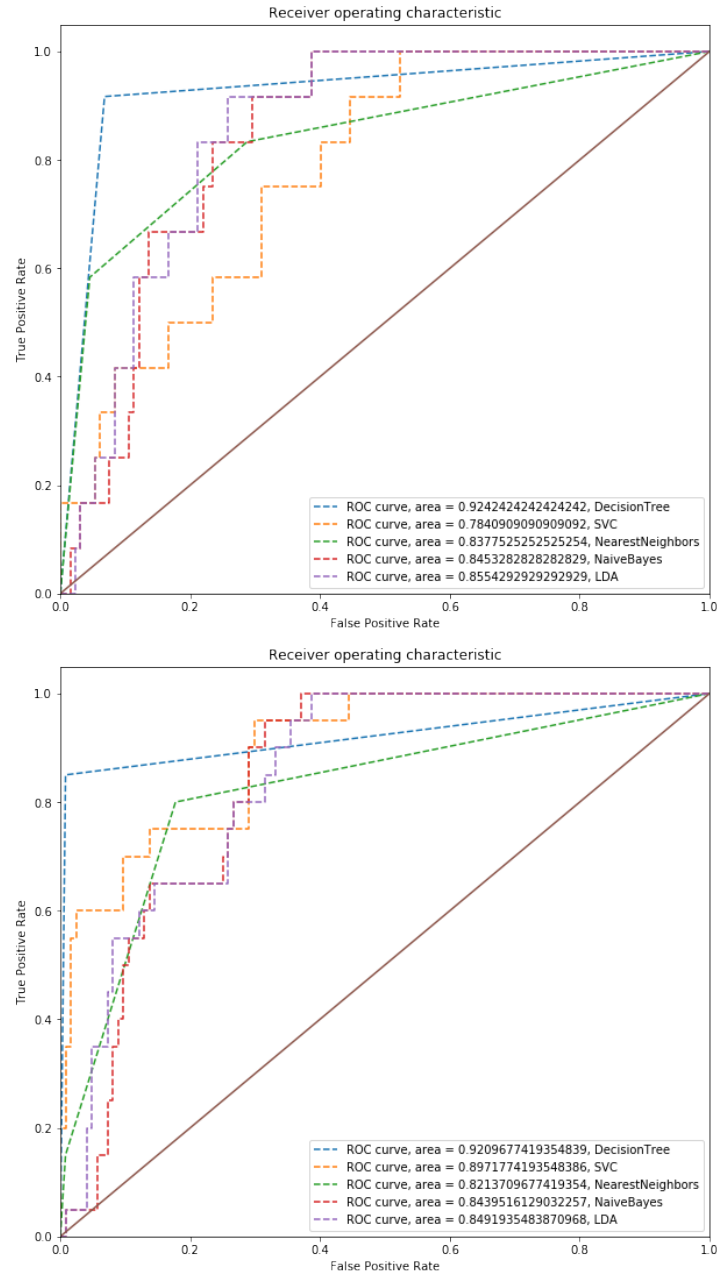 Receiver operating characteristic
1.0
0.8
0.6
0.4
0.2
0.0
True Positive Rate
ROC curve, area = 0.9242424242424242, DecisionTree
ROC curve, area = 0.7840909090909092, SVC
ROC curve, area = 0.8377525252525254, NearestNeighbors
ROC curve, area = 0.8453282828282829, NaiveBayes
ROC curve, area = 0.8554292929292929, LDA
0.0 0.2 0.4 0.6 0.8 1.0
False Positive Rate
Receiver operating characteristic
1.0
0.8
0.6
0.4
0.2
0.0
True Positive Rate
ROC curve, area = 0.9209677419354839, DecisionTree
ROC curve, area = 0.8971774193548386, SVC
ROC curve, area = 0.8213709677419354, NearestNeighbors
ROC curve, area = 0.8439516129032257, NaiveBayes
ROC curve, area = 0.8491935483870968, LDA
0.0 0.2 0.4 0.6 0.8 1.0
False Positive Rate